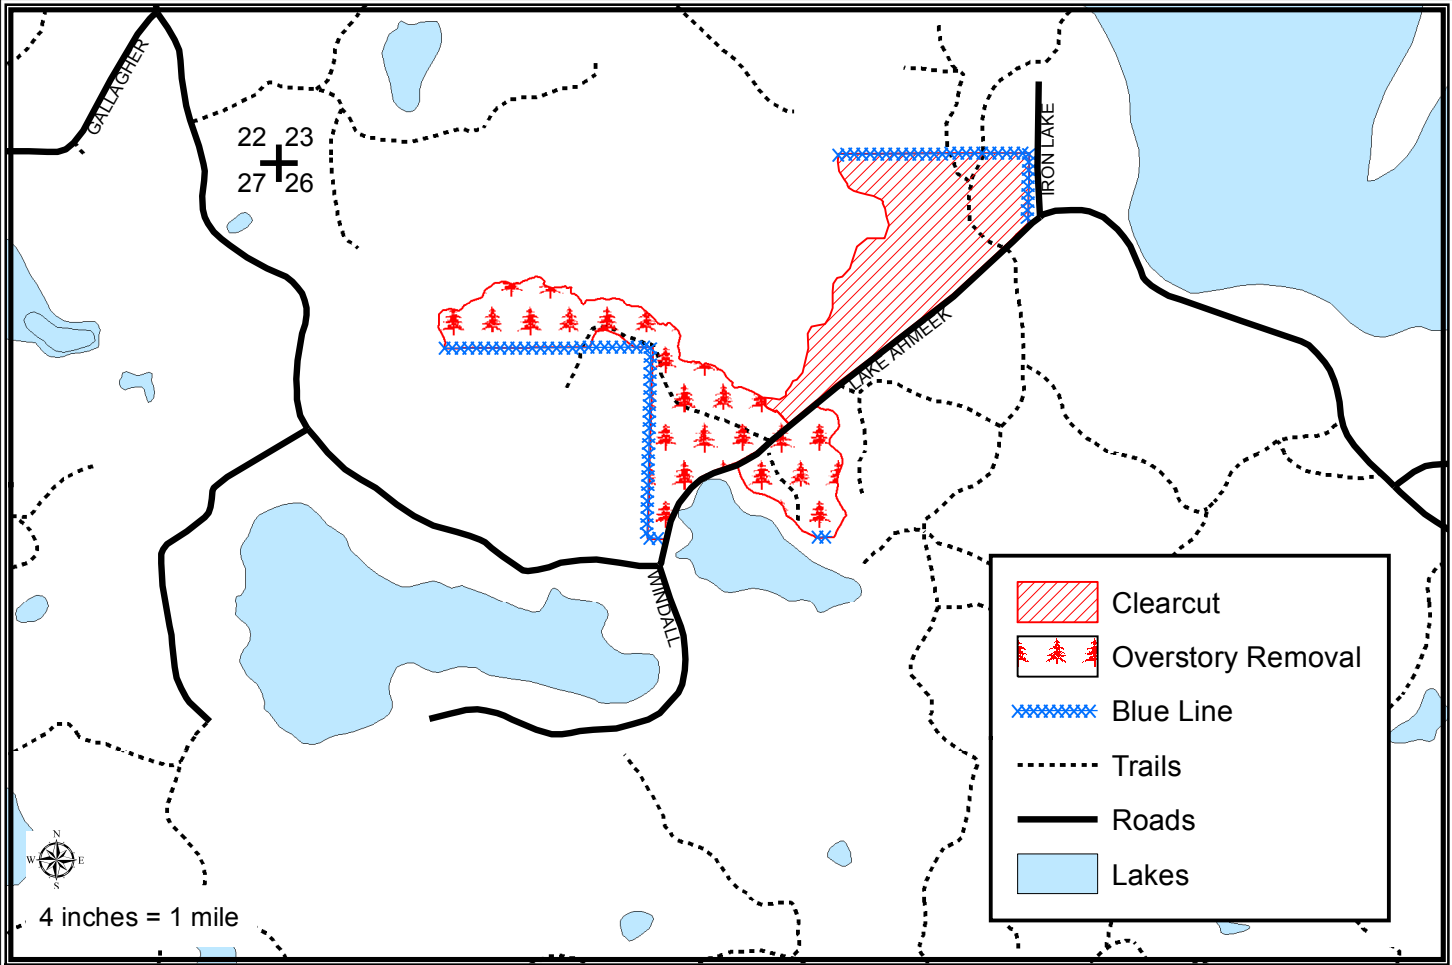 GALLAGHER
22 23
27 26
IRON LAKE
LAKE AHMEEK
WINDALL
Clearcut
Overstory Removal
Blue Line
Trails
Roads
Lakes
N
W E
S
4 inches = 1 mile